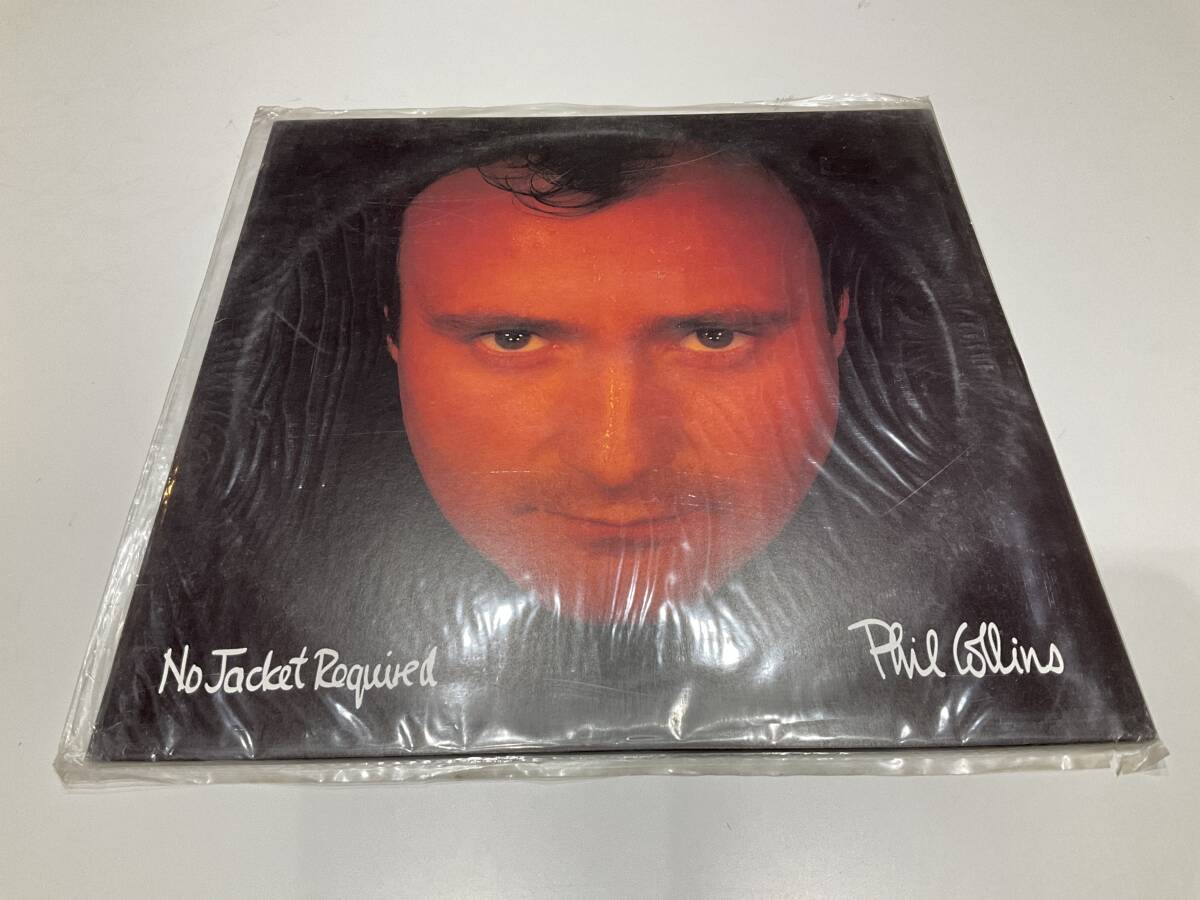 No Jacket Required
Phil Collins